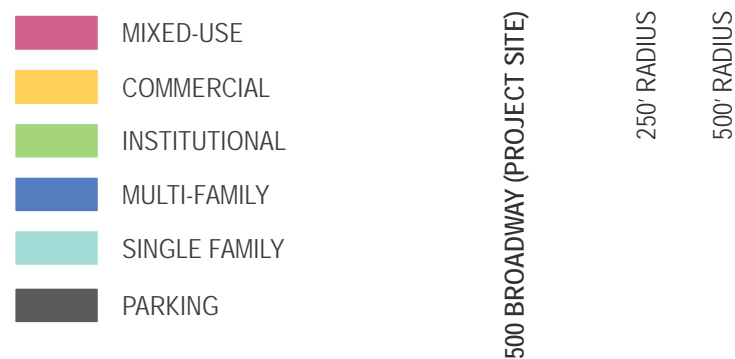 MIXED-USE
COMMERCIAL
INSTITUTIONAL
MULTI-FAMILY
SINGLE FAMILY
PARKING
500 BROADWAY (PROJECT SITE)
250' RADIUS
500' RADIUS